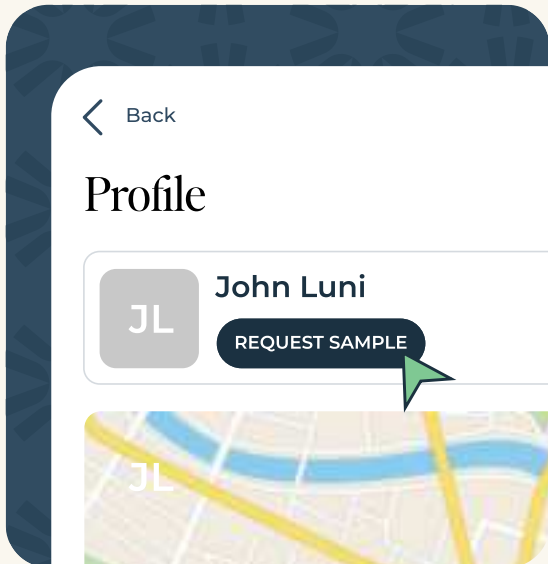 Back
Profile
John Luni
JL
REQUEST SAMPLE
JL